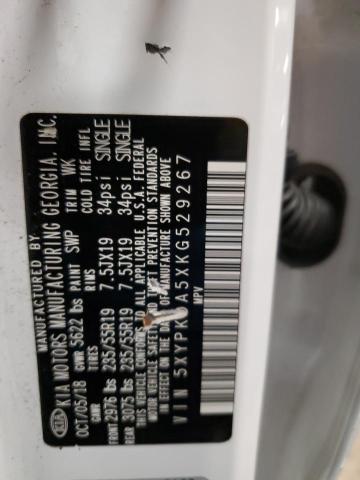 KIA KIA MOTORS MANUFACTURING GEORGIA, INC.
MANUFACTURED BY
OCT/05/18 GVWR 5622 lbs PAINT SWP TRIM WK
GAWR TIRES RIMS COLD TIRE INFL
FRONT 2976 lbs 235/55R19 7.5JX19 34psi SINGLE
REAR 3075 lbs 235/55R19 7.5JX19 34psi SINGLE
THIS VEHICLE CONFORMS TO ALL APPLICABLE U.S.A. FEDERAL
MOTOR VEHICLE SAFETY AND THEFT PREVENTION STANDARDS
IN EFFECT ON THE DATE OF MANUFACTURE SHOWN ABOVE
VIN 5XYPK A5XKG529267
MPV